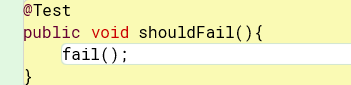 @Test
public void shouldFail(){
    fail();
}